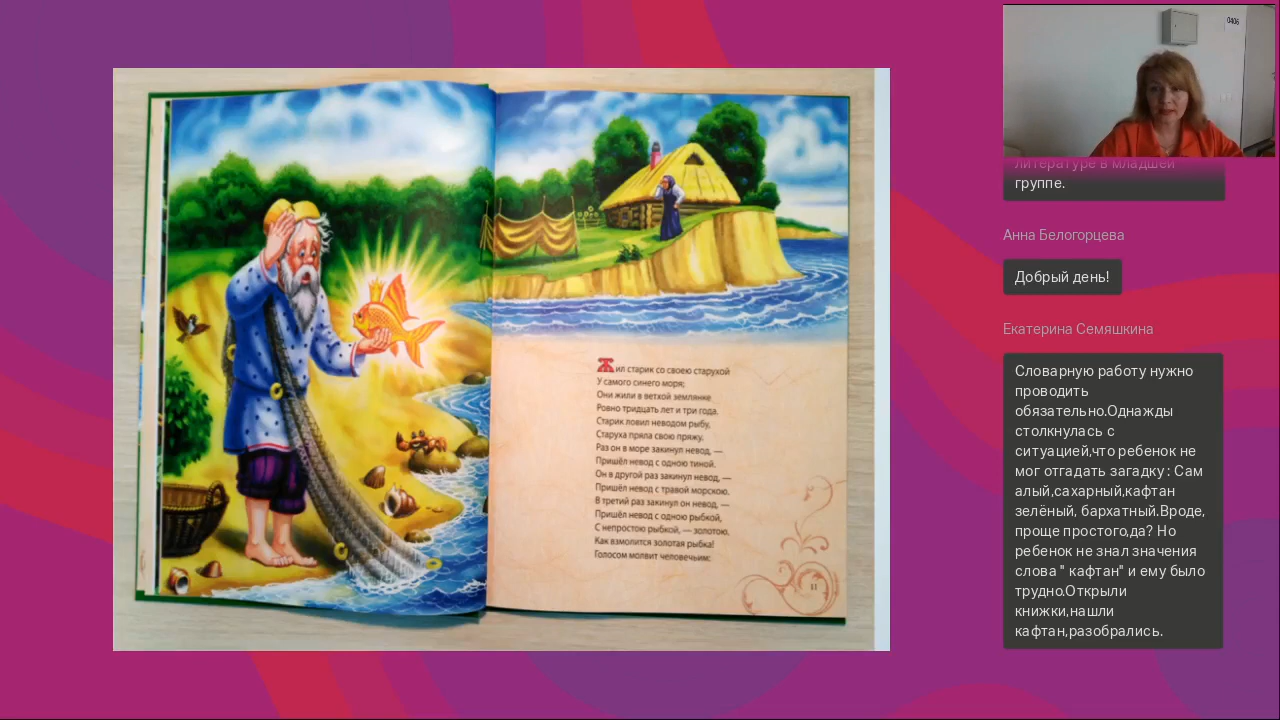 Жил старик со своею старухой
У самого синего моря;
Они жили в ветхой землянке
Ровно тридцать лет и три года.
Старик ловил неводом рыбу,
Старуха пряла свою пряжу.
Раз он в море закинул невод, —
Пришёл невод с одною тиной.
Он в другой раз закинул невод, —
Пришёл невод с травой морскою.
В третий раз закинул он невод, —
Пришёл невод с одною рыбкой,
С непростою рыбкой, — золотою.
Как взмолится золотая рыбка!
Голосом молвит человечьим:
11
0406
литературе в младшей
группе.
Анна Белогорцева
Добрый день!
Екатерина Семяшкина
Словарную работу нужно
проводить
обязательно.Однажды
столкнулась с
ситуацией,что ребенок не
мог отгадать загадку : Сам
алый,сахарный,кафтан
зелёный, бархатный.Вроде,
проще простого,да? Но
ребенок не знал значения
слова " кафтан" и ему было
трудно.Открыли
книжки,нашли
кафтан,разобрались.